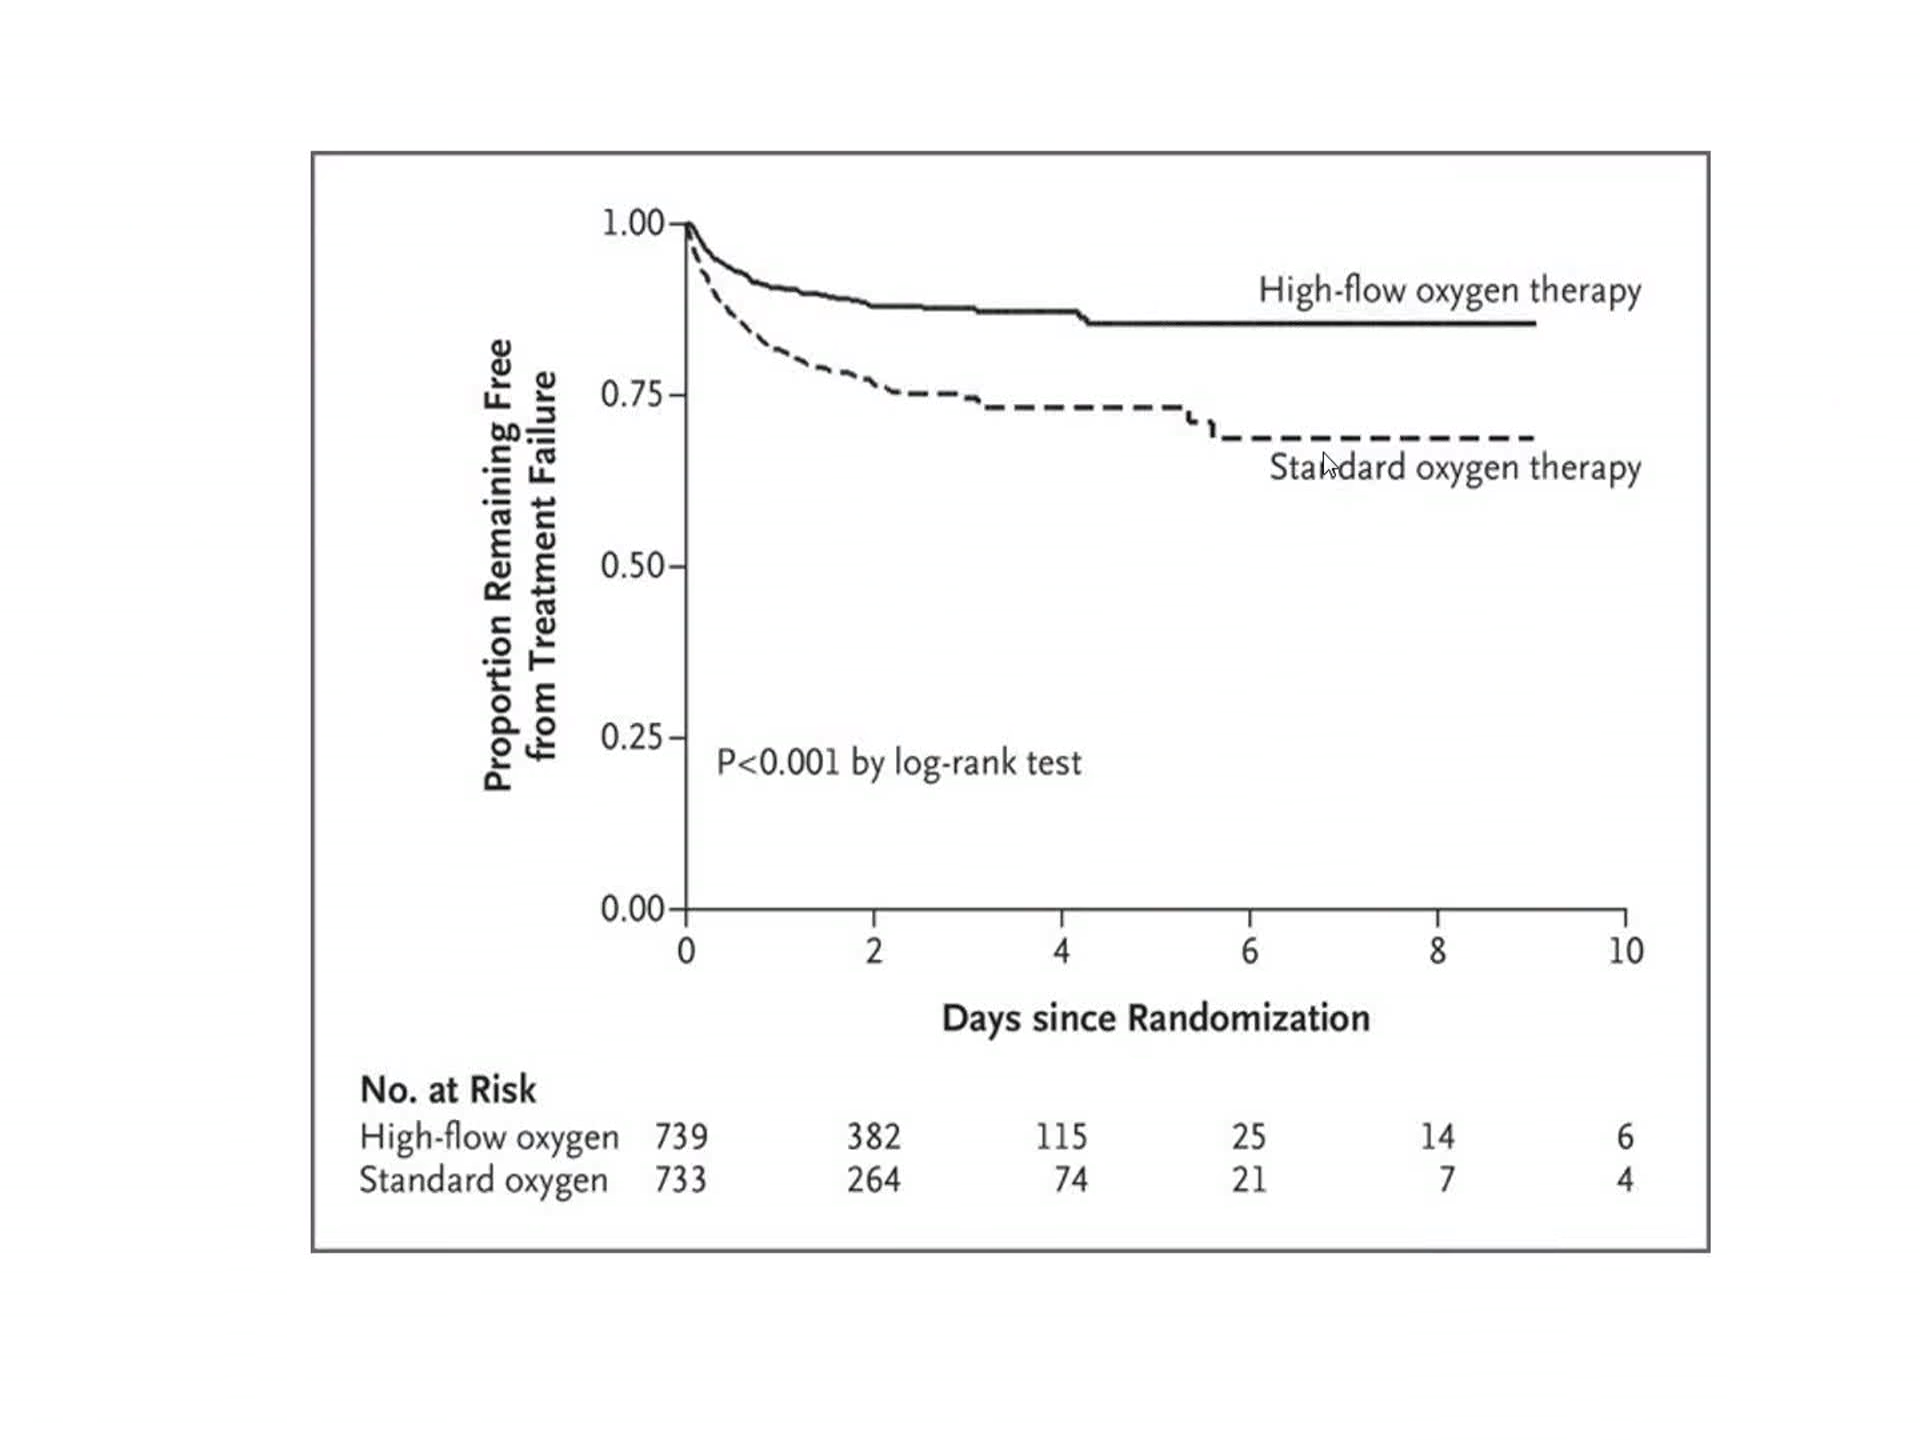 1.00
High-flow oxygen therapy
0.75
Standard oxygen therapy
Proportion Remaining Free
from Treatment Failure
0.50
0.25
P<0.001 by log-rank test
0.00
0 2 4 6 8 10
Days since Randomization
No. at Risk
High-flow oxygen 739 382 115 25 14 6
Standard oxygen 733 264 74 21 7 4